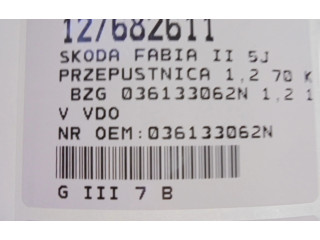 127682611
SKODA FABIA II 5J
PRZEPUSTNICA 1,2 70 K
BZG 036133062N 1,2 1
V VDO
NR OEM:036133062N
G III 7 B